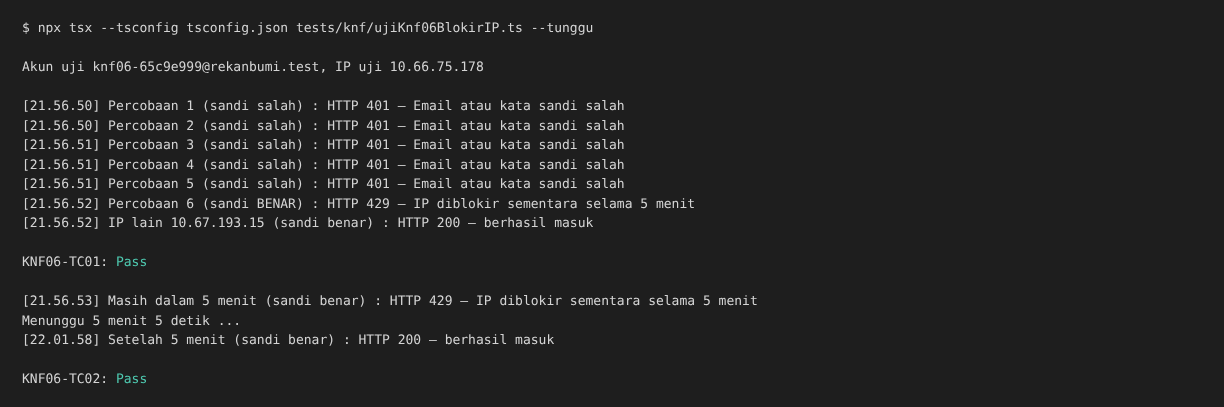 $ npx tsx --tsconfig tsconfig.json tests/knf/ujiKnf06BlokirIP.ts --tunggu
Akun uji knf06-65c9e999@rekanbumi.test, IP uji 10.66.75.178
[21.56.50] Percobaan 1 (sandi salah) : HTTP 401 — Email atau kata sandi salah
[21.56.50] Percobaan 2 (sandi salah) : HTTP 401 — Email atau kata sandi salah
[21.56.51] Percobaan 3 (sandi salah) : HTTP 401 — Email atau kata sandi salah
[21.56.51] Percobaan 4 (sandi salah) : HTTP 401 — Email atau kata sandi salah
[21.56.51] Percobaan 5 (sandi salah) : HTTP 401 — Email atau kata sandi salah
[21.56.52] Percobaan 6 (sandi BENAR) : HTTP 429 — IP diblokir sementara selama 5 menit
[21.56.52] IP lain 10.67.193.15 (sandi benar) : HTTP 200 — berhasil masuk
KNF06-TC01: Pass
[21.56.53] Masih dalam 5 menit (sandi benar) : HTTP 429 — IP diblokir sementara selama 5 menit
Menunggu 5 menit 5 detik ...
[22.01.58] Setelah 5 menit (sandi benar) : HTTP 200 — berhasil masuk
KNF06-TC02: Pass